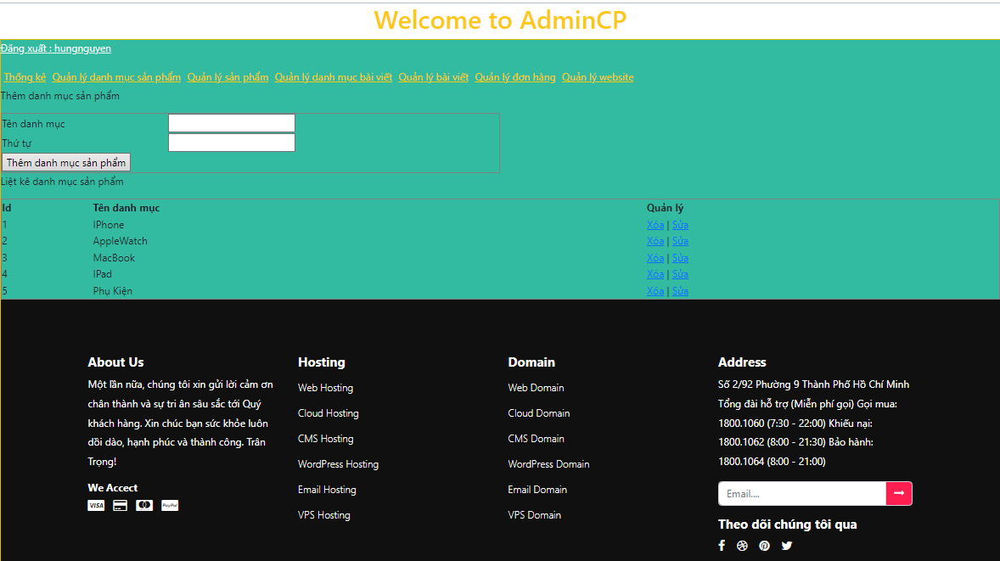 Welcome to AdminCP
Đăng xuất : hungnguyen
Thống kê Quản lý danh mục sản phẩm Quản lý sản phẩm Quản lý danh mục bài viết Quản lý bài viết Quản lý đơn hàng Quản lý website
Thêm danh mục sản phẩm
Tên danh mục
Thứ tự
Thêm danh mục sản phẩm
Liệt kê danh mục sản phẩm
Id Tên danh mục Quản lý
1 IPhone Xóa | Sửa
2 AppleWatch Xóa | Sửa
3 MacBook Xóa | Sửa
4 IPad Xóa | Sửa
5 Phụ Kiện Xóa | Sửa
About Us
Một lần nữa, chúng tôi xin gửi lời cảm ơn
chân thành và sự tri ân sâu sắc tới Quý
khách hàng. Xin chúc bạn sức khỏe luôn
dồi dào, hạnh phúc và thành công. Trân
Trọng!
We Accect
VISA
PayPal
Hosting
Web Hosting
Cloud Hosting
CMS Hosting
WordPress Hosting
Email Hosting
VPS Hosting
Domain
Web Domain
Cloud Domain
CMS Domain
WordPress Domain
Email Domain
VPS Domain
Address
Số 2/92 Phường 9 Thành Phố Hồ Chí Minh
Tổng đài hỗ trợ (Miễn phí gọi) Gọi mua:
1800.1060 (7:30 - 22:00) Khiếu nại:
1800.1062 (8:00 - 21:30) Bảo hành:
1800.1064 (8:00 - 21:00)
Email....
Theo dõi chúng tôi qua